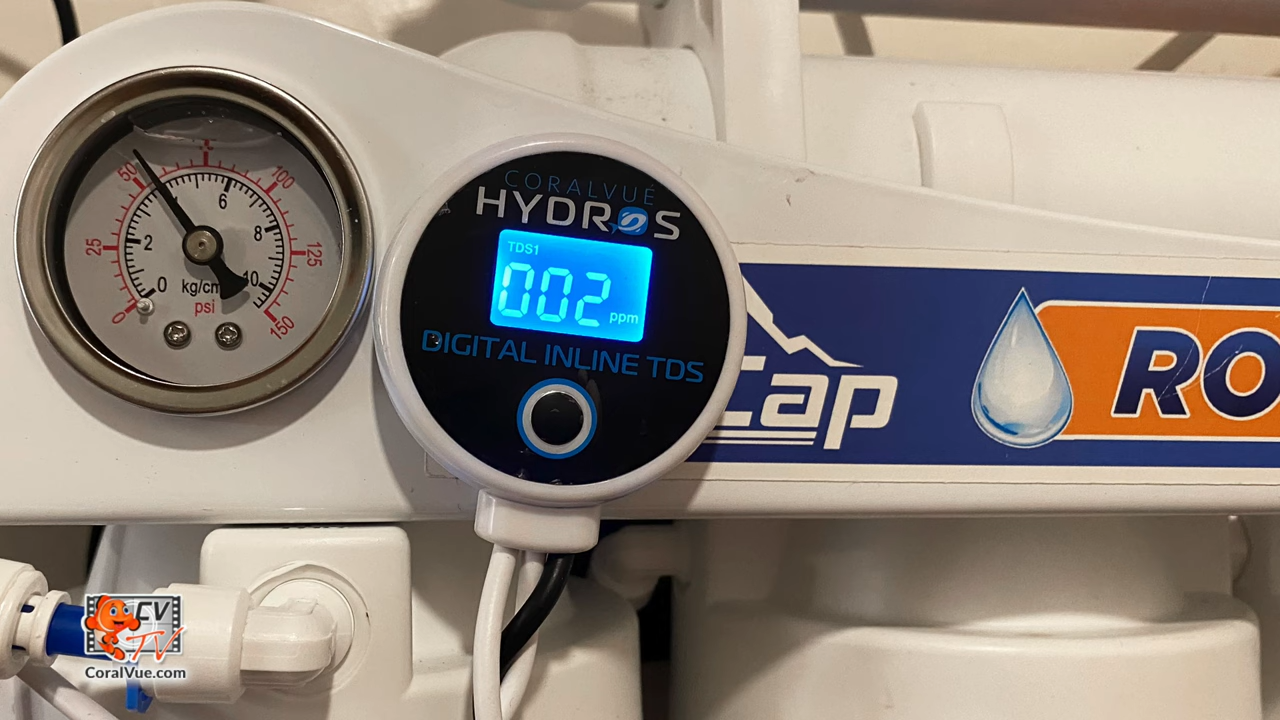 0
25
50
100
125
150
0
2
6
8
10
kg/cm
psi
CORALVUE
HYDROS
TDS1
002 ppm
DIGITAL INLINE TDS
Cap
RO
CV
TV
CoralVue.com